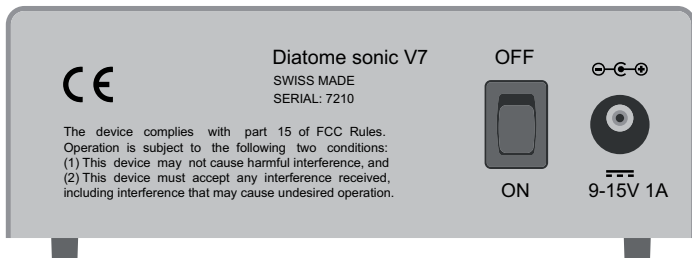 CE
Diatome sonic V7
SWISS MADE
SERIAL: 7210
The device complies with part 15 of FCC Rules.
Operation is subject to the following two conditions:
(1) This device may not cause harmful interference, and
(2) This device must accept any interference received,
including interference that may cause undesired operation.
OFF
ON
9-15V 1A